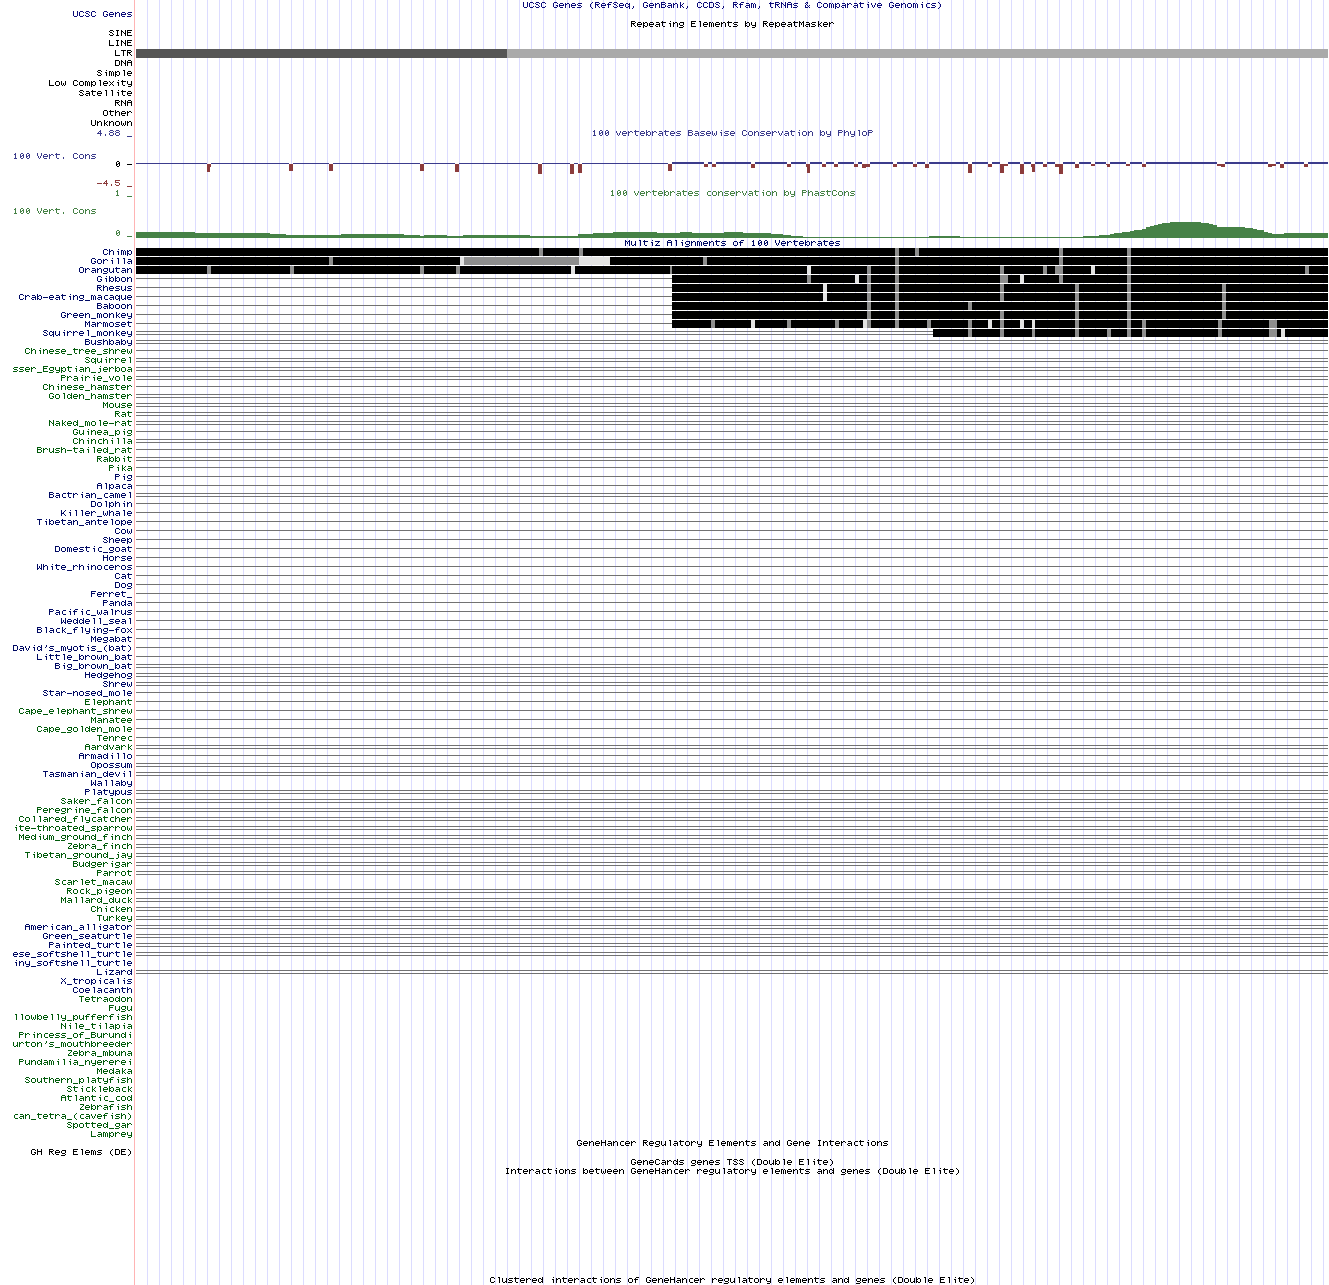 UCSC Genes (RefSeq, GenBank, CCDS, Rfam, tRNAs & Comparative Genomics)
UCSC Genes
Repeating Elements by RepeatMasker
SINE
LINE
LTR
DNA
Simple
Low Complexity
Satellite
RNA
Other
Unknown
4.88 _
100 vertebrates Basewise Conservation by PhyloP
100 Vert. Cons
0 _
-4.5 _
1 _
100 vertebrates conservation by PhastCons
100 Vert. Cons
0 _
Multiz Alignments of 100 Vertebrates
Chimp
Gorilla
Orangutan
Gibbon
Rhesus
Crab-eating_macaque
Baboon
Green_monkey
Marmoset
Squirrel_monkey
Bushbaby
Chinese_tree_shrew
Squirrel
sser_Egyptian_jerboa
Prairie_vole
Chinese_hamster
Golden_hamster
Mouse
Rat
Naked_mole-rat
Guinea_pig
Chinchilla
Brush-tailed_rat
Rabbit
Pika
Pig
Alpaca
Bactrian_camel
Dolphin
Killer_whale
Tibetan_antelope
Cow
Sheep
Domestic_goat
Horse
White_rhinoceros
Cat
Dog
Ferret_
Panda
Pacific_walrus
Weddell_seal
Black_flying-fox
Megabat
David's_myotis_(bat)
Little_brown_bat
Big_brown_bat
Hedgehog
Shrew
Star-nosed_mole
Elephant
Cape_elephant_shrew
Manatee
Cape_golden_mole
Tenrec
Aardvark
Armadillo
Opossum
Tasmanian_devil
Wallaby
Platypus
Saker_falcon
Peregrine_falcon
Collared_flycatcher
ite-throated_sparrow
Medium_ground_finch
Zebra_finch
Tibetan_ground_jay
Budgerigar
Parrot
Scarlet_macaw
Rock_pigeon
Mallard_duck
Chicken
Turkey
American_alligator
Green_seaturtle
Painted_turtle
ese_softshell_turtle
iny_softshell_turtle
Lizard
X_tropicalis
Coelacanth
Tetraodon
Fugu
llowbelly_pufferfish
Nile_tilapia
Princess_of_Burundi
urton's_mouthbreeder
Zebra_mbuna
Pundamilia_nyererei
Medaka
Southern_platyfish
Stickleback
Atlantic_cod
Zebrafish
can_tetra_(cavefish)
Spotted_gar
Lamprey
GeneHancer Regulatory Elements and Gene Interactions
GH Reg Elems (DE)
GeneCards genes TSS (Double Elite)
Interactions between GeneHancer regulatory elements and genes (Double Elite)
Clustered interactions of GeneHancer regulatory elements and genes (Double Elite)